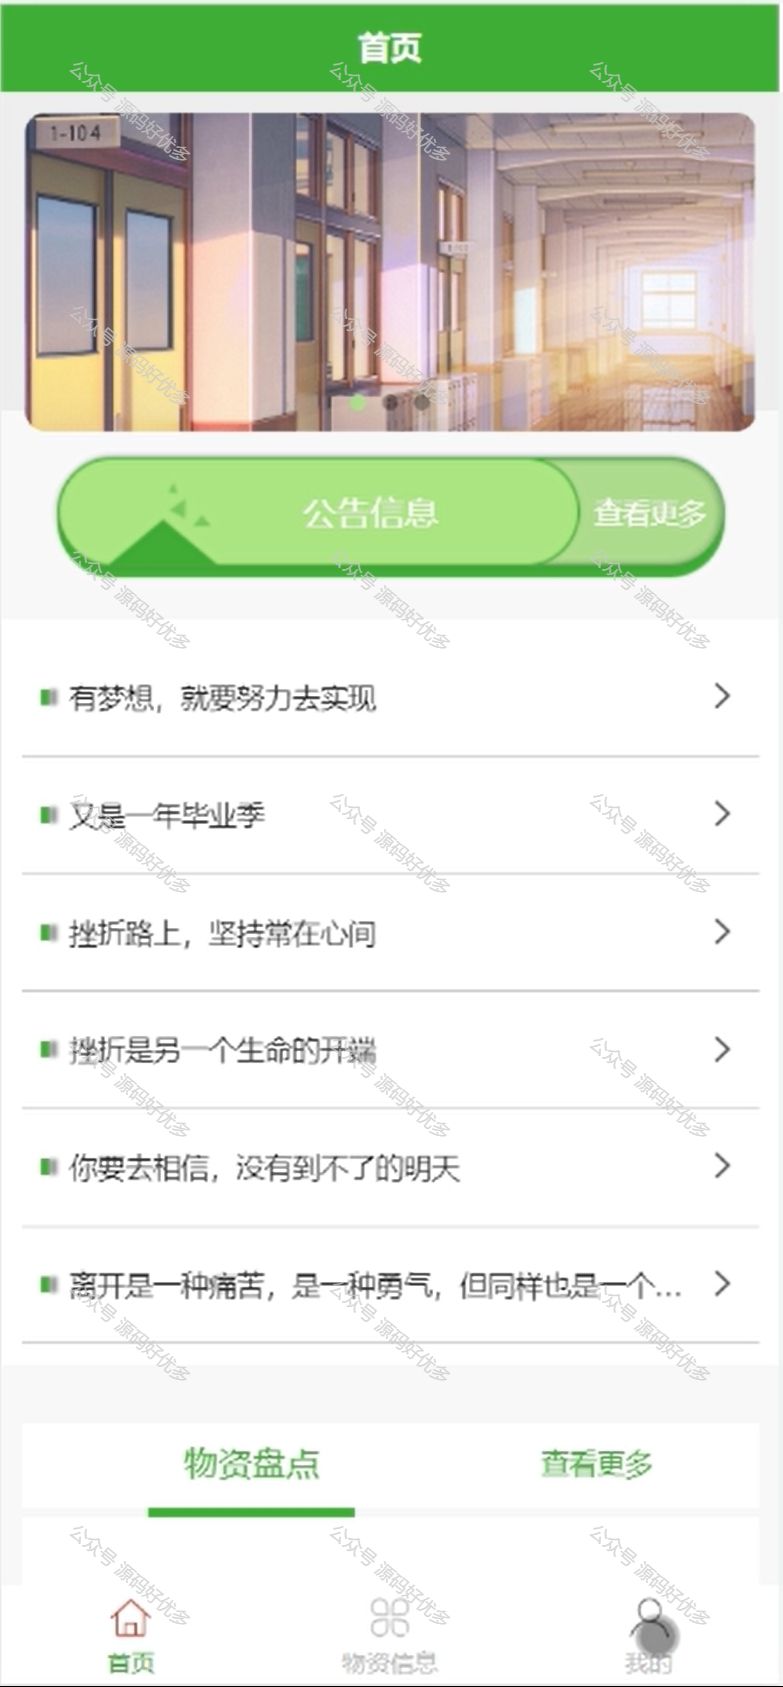 首页
1-104
公告信息
查看更多
有梦想，就要努力去实现
又是一年毕业季
挫折路上，坚持常在心间
挫折是另一个生命的开端
你要去相信，没有到不了的明天
离开是一种痛苦，是一种勇气，但同样也是一个...
物资盘点
查看更多
首页
物资信息
我的
公众号 源码好优多